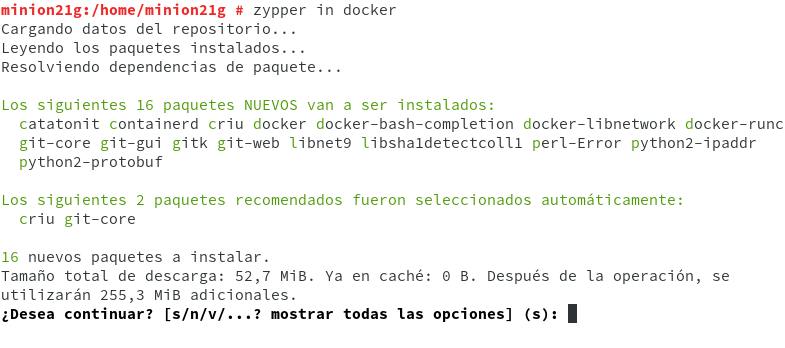 minion21g:/home/minion21g # zypper in docker
Cargando datos del repositorio...
Leyendo los paquetes instalados...
Resolviendo dependencias de paquete...
Los siguientes 16 paquetes NUEVOS van a ser instalados:
catatonit containerd criu docker docker-bash-completion docker-libnetwork docker-runc
git-core git-gui gitk git-web libnet9 libsha1detectcoll1 perl-Error python2-ipaddr
python2-protobuf
Los siguientes 2 paquetes recomendados fueron seleccionados automáticamente:
criu git-core
16 nuevos paquetes a instalar.
Tamaño total de descarga: 52,7 MiB. Ya en caché: 0 B. Después de la operación, se
utilizarán 255,3 MiB adicionales.
¿Desea continuar? [s/n/v/...? mostrar todas las opciones] (s):